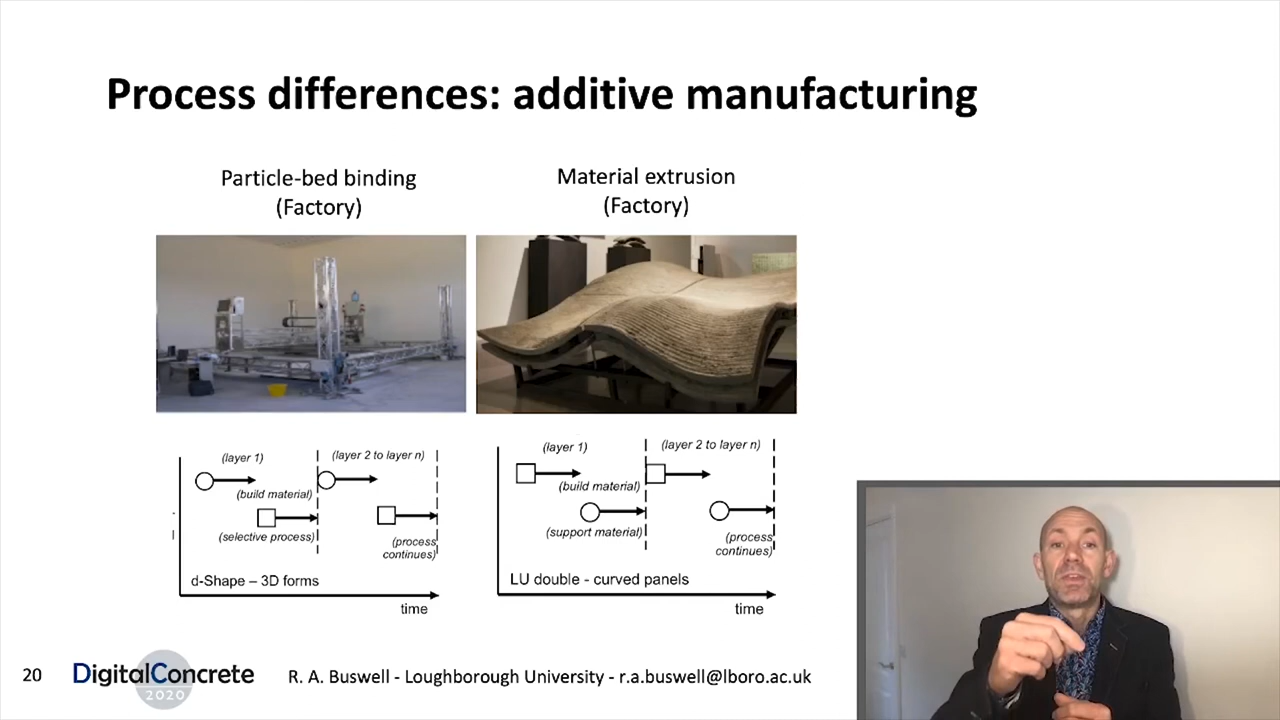 Process differences: additive manufacturing
Particle-bed binding
(Factory)
Material extrusion
(Factory)
(layer 1)
(layer 2 to layer n)
(build material)
(selective process)
(process
continues)
d-Shape – 3D forms
time
(layer 1)
(layer 2 to layer n)
(build material)
(support material)
(process
continues)
LU double - curved panels
time
20
DigitalConcrete
2020
R. A. Buswell - Loughborough University - r.a.buswell@lboro.ac.uk